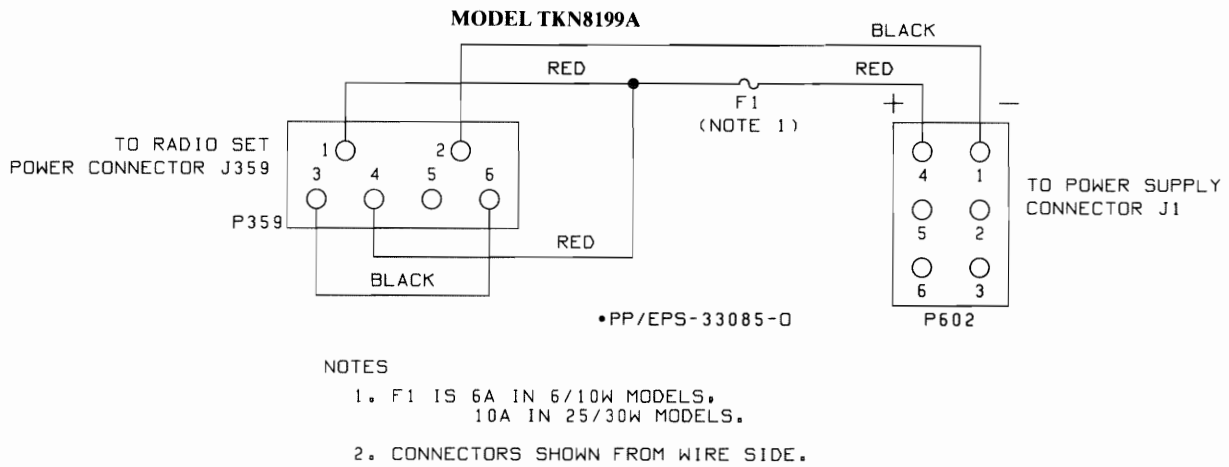 MODEL TKN8199A
BLACK
RED
RED
F1
(NOTE 1)
+
—
TO RADIO SET
POWER CONNECTOR J359
1
2
3
4
5
6
P359
RED
BLACK
4
1
5
2
6
3
TO POWER SUPPLY
CONNECTOR J1
P602
•PP/EPS-33085-O
NOTES
1. F1 IS 6A IN 6/10W MODELS.
10A IN 25/30W MODELS.
2. CONNECTORS SHOWN FROM WIRE SIDE.